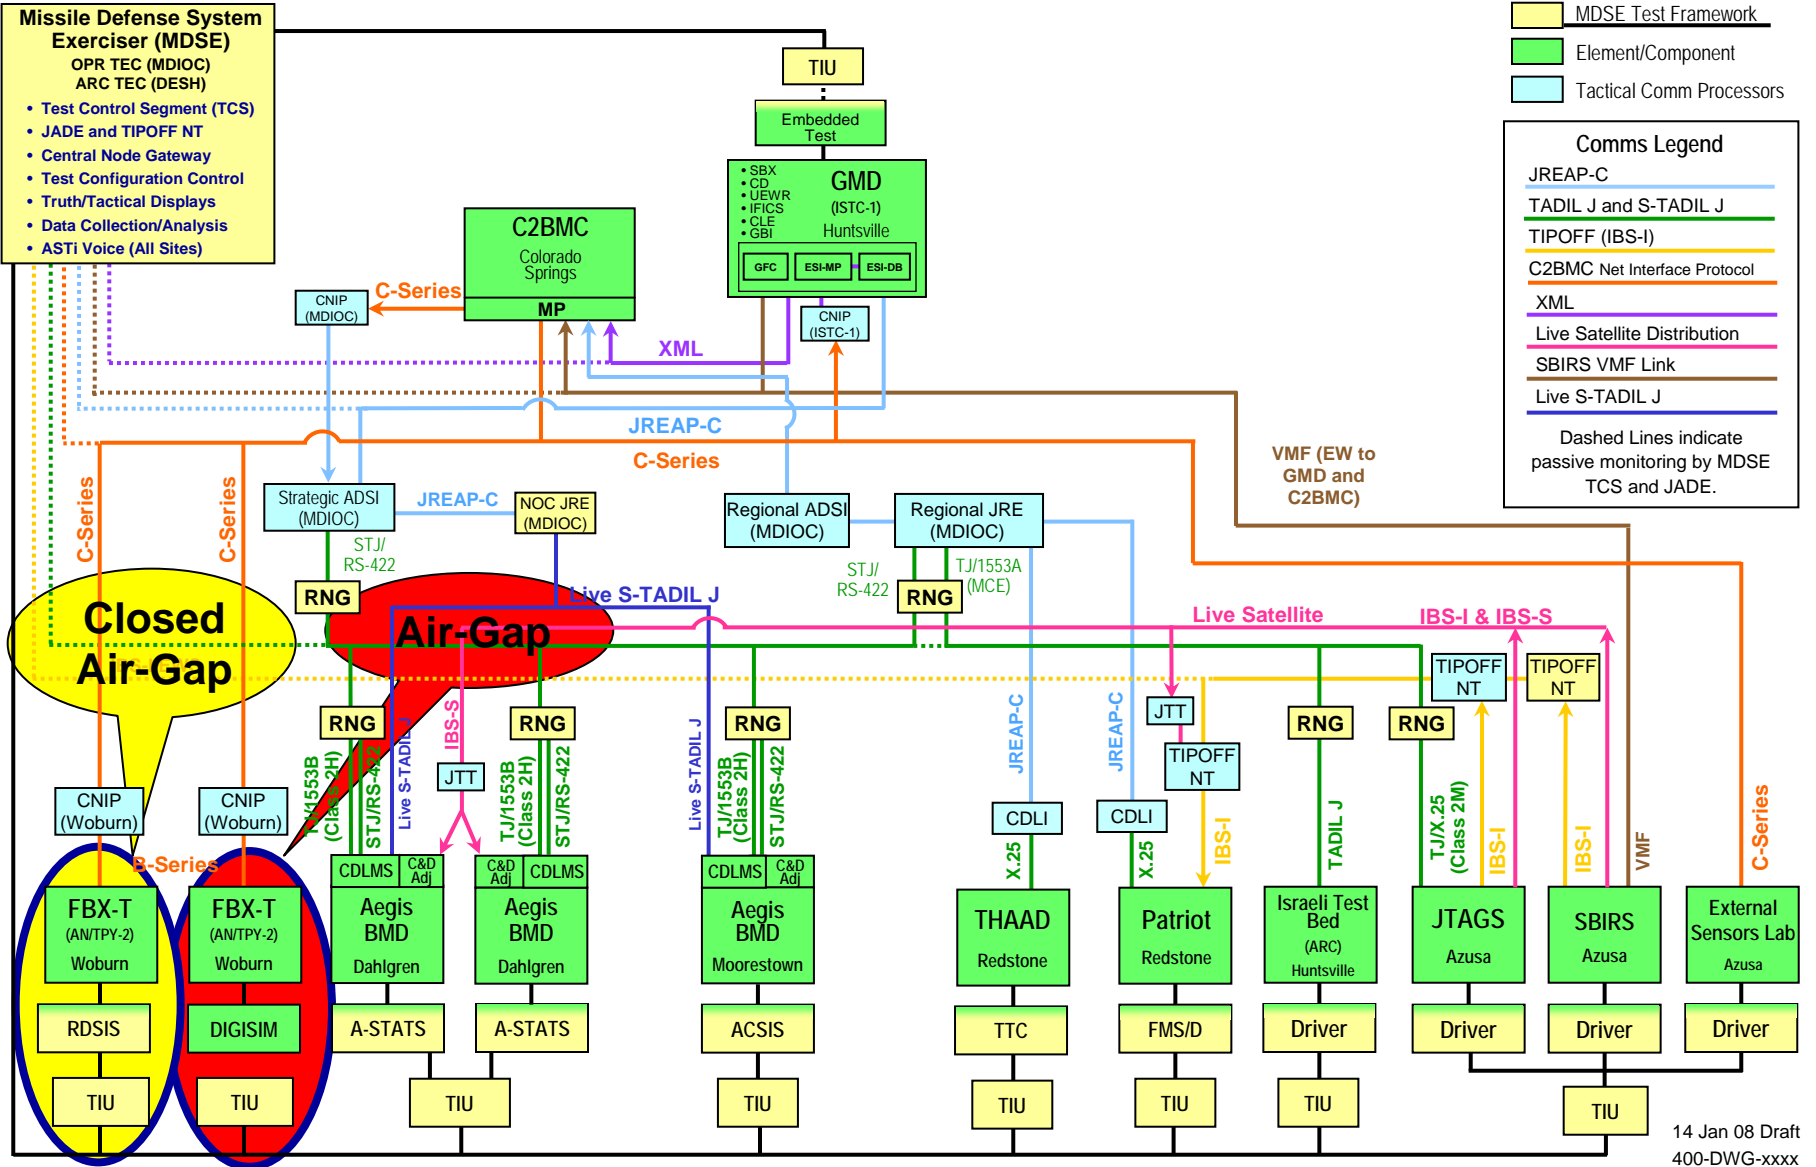 Missile Defense System
Exerciser (MDSE)
OPR TEC (MDIOC)
ARC TEC (DESH)
• Test Control Segment (TCS)
• JADE and TIPOFF NT
• Central Node Gateway
• Test Configuration Control
• Truth/Tactical Displays
• Data Collection/Analysis
• ASTi Voice (All Sites)
TIU
Embedded
Test
• SBX
• CD
• UEWR
• IFICS
• CLE
• GBI
GMD
(ISTC-1)
Huntsville
GFC
ESI-MP
ESI-DB
MDSE Test Framework
Element/Component
Tactical Comm Processors
Comms Legend
JREAP-C
TADIL J and S-TADIL J
TIPOFF (IBS-I)
C2BMC Net Interface Protocol
XML
Live Satellite Distribution
SBIRS VMF Link
Live S-TADIL J
Dashed Lines indicate
passive monitoring by MDSE
TCS and JADE.
C2BMC
Colorado
Springs
MP
C-Series
CNIP
(MDIOC)
CNIP
(ISTC-1)
XML
JREAP-C
C-Series
VMF (EW to
GMD and
C2BMC)
C-Series
C-Series
Strategic ADSI
(MDIOC)
JREAP-C
NOC JRE
(MDIOC)
Regional ADSI
(MDIOC)
Regional JRE
(MDIOC)
STJ/
RS-422
STJ/
RS-422
TJ/1553A
(MCE)
RNG
RNG
Closed
Air-Gap
Air-Gap
Live S-TADIL J
Live Satellite
IBS-I & IBS-S
TIPOFF
NT
TIPOFF
NT
RNG
RNG
RNG
RNG
RNG
JTT
TIPOFF
NT
JTT
IBS-S
JREAP-C
JREAP-C
CNIP
(Woburn)
CNIP
(Woburn)
TJ/1553B
(Class 2H)
STJ/RS-422
Live S-TADIL J
TJ/1553B
(Class 2H)
STJ/RS-422
Live S-TADIL J
TJ/1553B
(Class 2H)
STJ/RS-422
CDLI
CDLI
X.25
X.25
IBS-I
TADIL J
TJ/X.25
(Class 2M)
IBS-I
IBS-I
VMF
C-Series
B-Series
FBX-T
(AN/TPY-2)
Woburn
FBX-T
(AN/TPY-2)
Woburn
CDLMS
C&D
Adj
Aegis
BMD
Dahlgren
C&D
Adj
CDLMS
Aegis
BMD
Dahlgren
CDLMS
C&D
Adj
Aegis
BMD
Moorestown
THAAD
Redstone
Patriot
Redstone
Israeli Test
Bed
(ARC)
Huntsville
JTAGS
Azusa
SBIRS
Azusa
External
Sensors Lab
Azusa
RDSIS
DIGISIM
A-STATS
A-STATS
ACSIS
TTC
FMS/D
Driver
Driver
Driver
Driver
TIU
TIU
TIU
TIU
TIU
TIU
TIU
TIU
14 Jan 08 Draft
400-DWG-xxxx